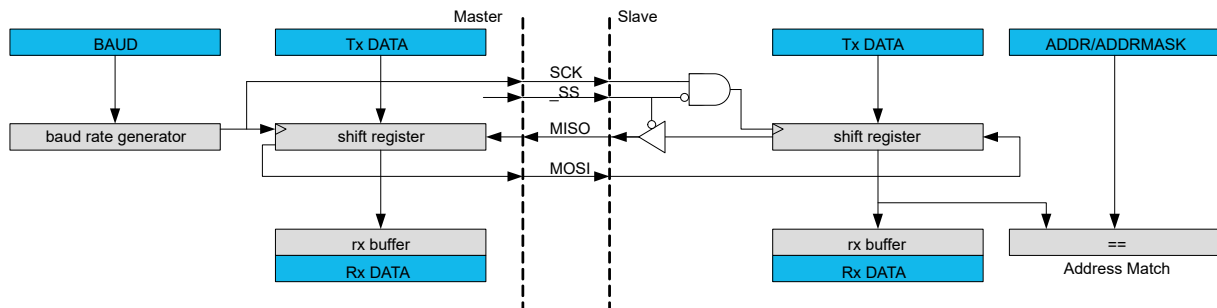 Master
Slave
BAUD
Tx DATA
Tx DATA
ADDR/ADDRMASK
SCK
_SS
baud rate generator
shift register
MISO
shift register
MOSI
rx buffer
rx buffer
==
Rx DATA
Rx DATA
Address Match